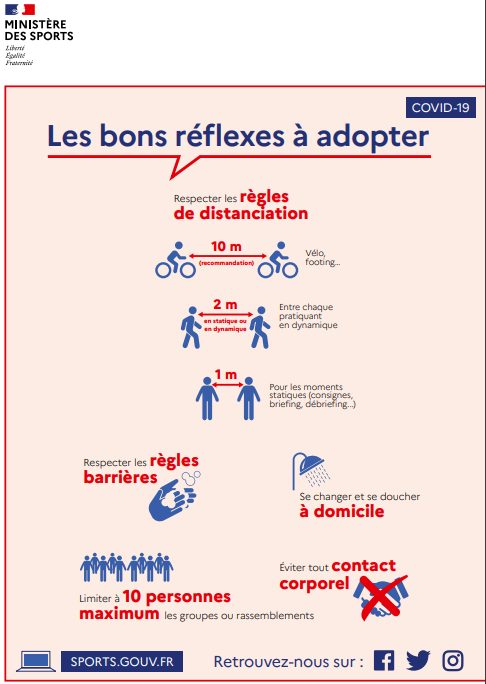 MINISTÈRE
DES SPORTS
Liberté
Égalité
Fraternité
COVID-19
Les bons réflexes à adopter
Respecter les règles
de distanciation
10 m
(recommandation)
Vélo,
footing...
2 m
en statique ou
en dynamique
Entre chaque
pratiquant
en dynamique
1 m
Pour les moments
statiques (consignes,
briefing, débriefing...)
Respecter les règles
barrières
Se changer et se doucher
à domicile
Limiter à 10 personnes
maximum les groupes ou rassemblements
Éviter tout contact
corporel
SPORTS.GOUV.FR
Retrouvez-nous sur :